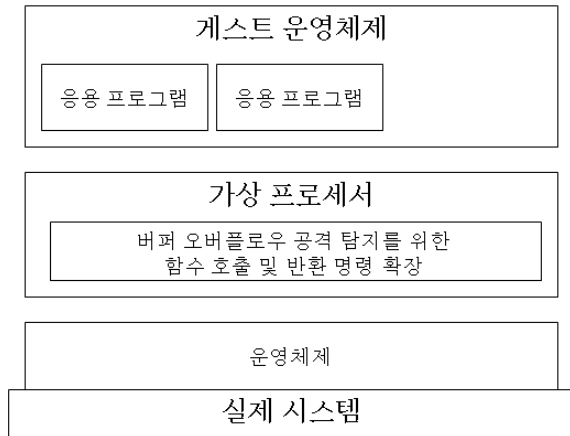 게스트 운영체제
응용 프로그램
응용 프로그램
가상 프로세서
버퍼 오버플로우 공격 탐지를 위한
함수 호출 및 반환 명령 확장
운영체제
실제 시스템